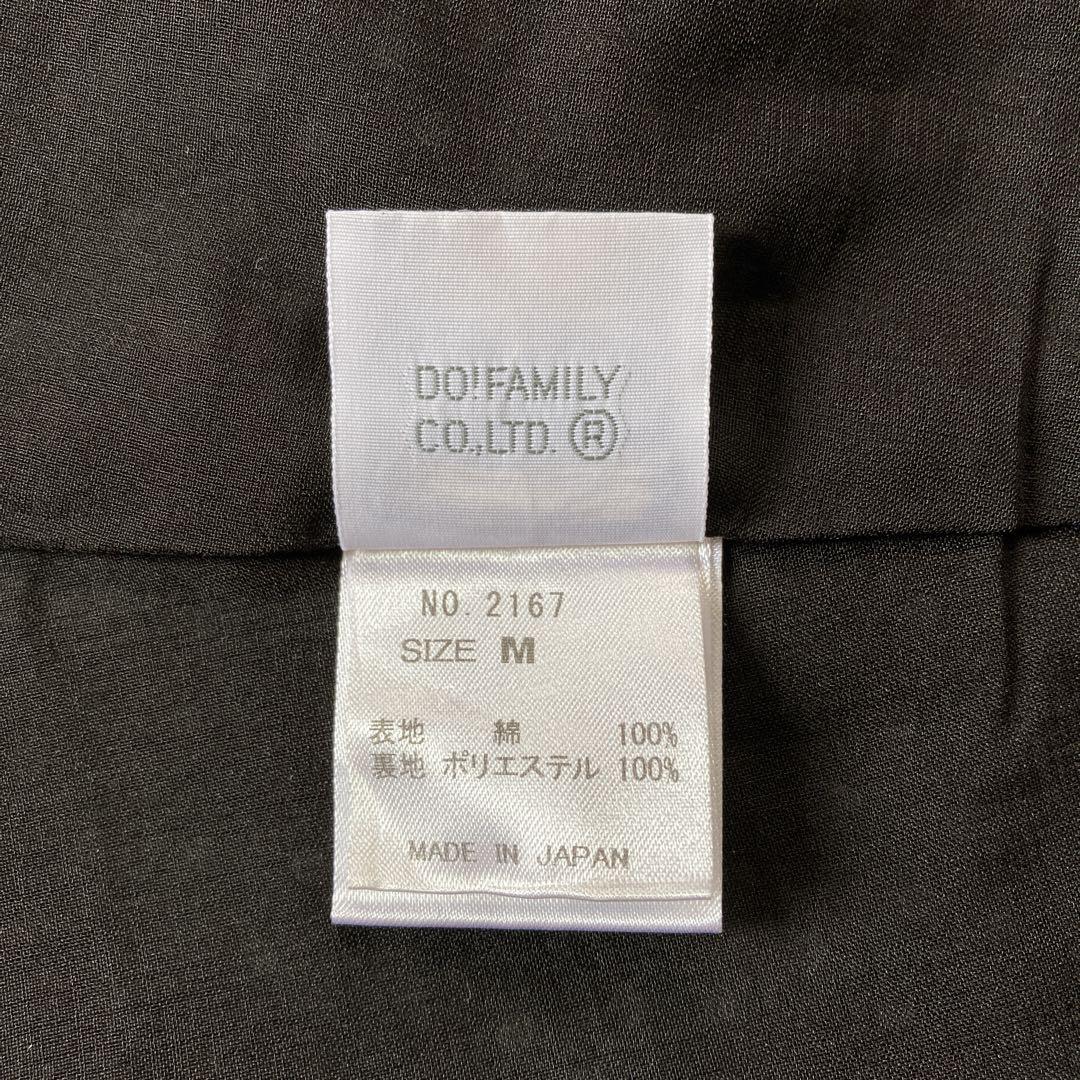 DO!FAMILY
CO.,LTD. ®
NO. 2167
SIZE M
表地 綿 100%
裏地 ポリエステル 100%
MADE IN JAPAN